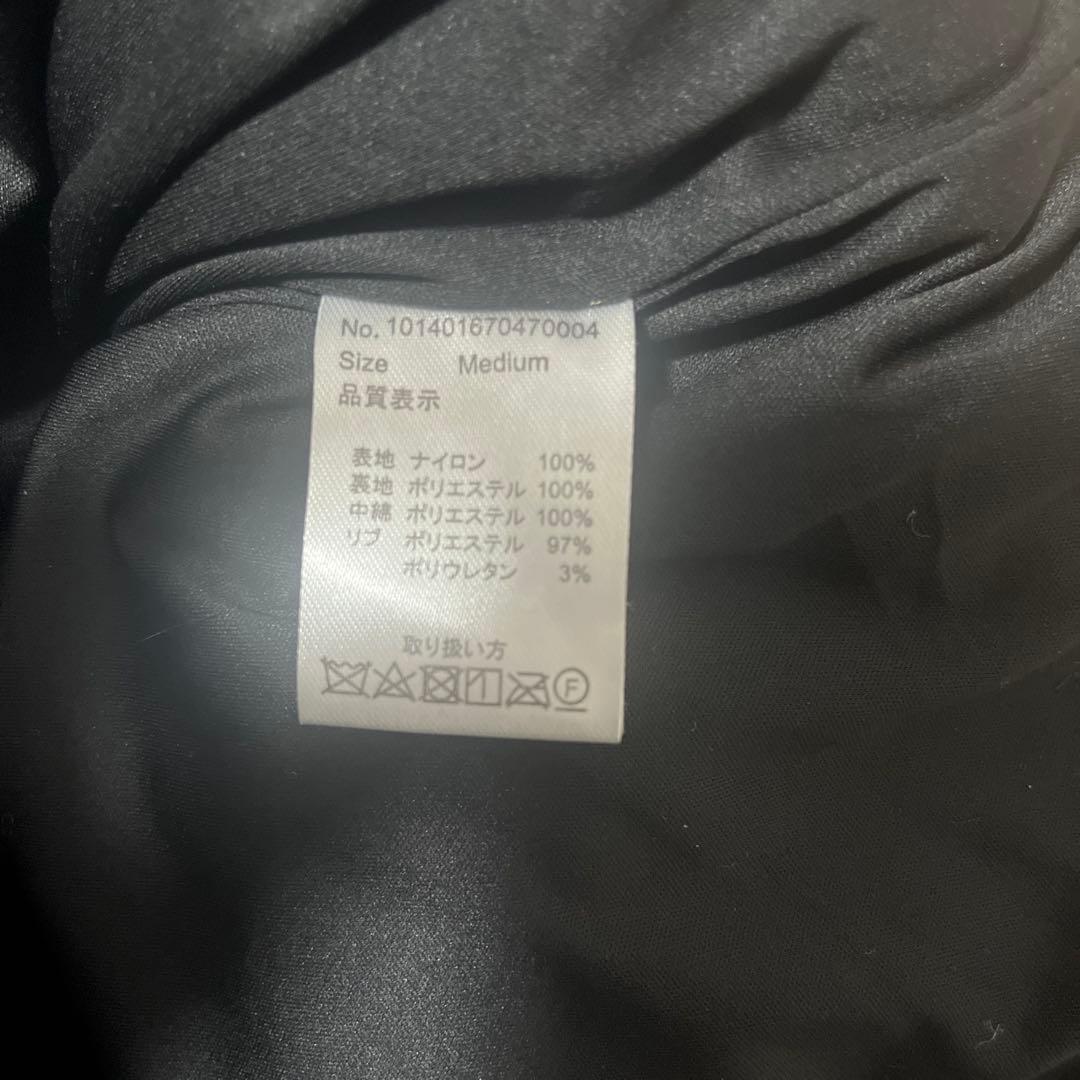 No. 101401670470004
Size Medium
品質表示
表地 ナイロン 100%
裏地 ポリエステル 100%
中綿 ポリエステル 100%
リブ ポリエステル 97%
ポリウレタン 3%
取り扱い方
F